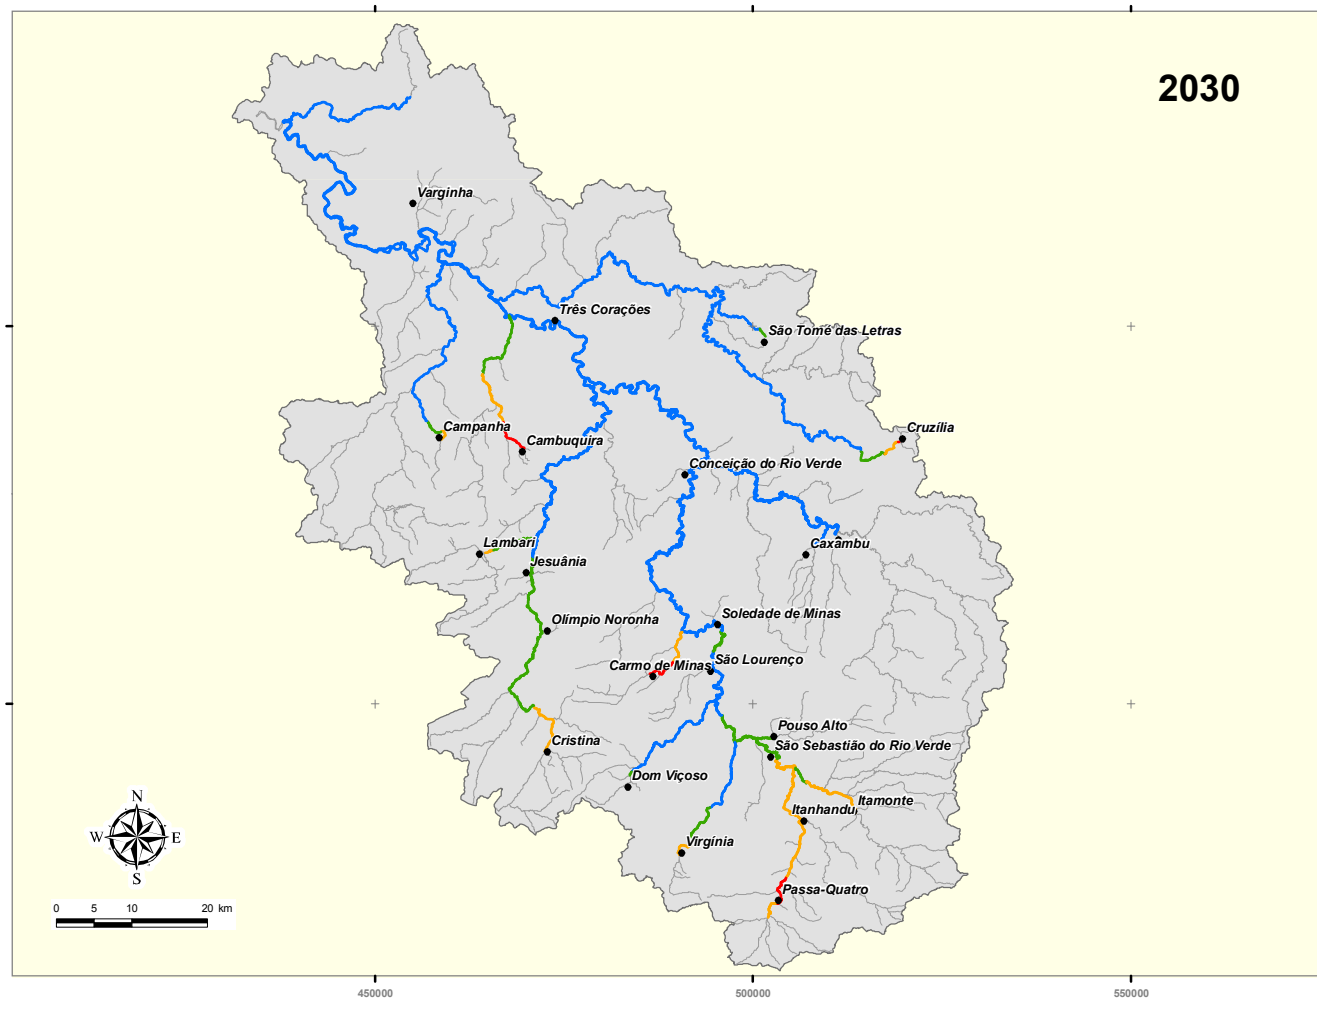 2030
Varginha
Três Corações
São Tomé das Letras
Campanha
Cambuquira
Cruzília
Conceição do Rio Verde
Lambari
Caxambu
Jesuânia
Olímpio Noronha
Soledade de Minas
Carmo de Minas
São Lourenço
Pouso Alto
São Sebastião do Rio Verde
Cristina
Dom Viçoso
Itamonte
Itanhandu
Virgínia
Passa-Quatro
N
W
E
S
0 5 10 20 km
450000
500000
550000